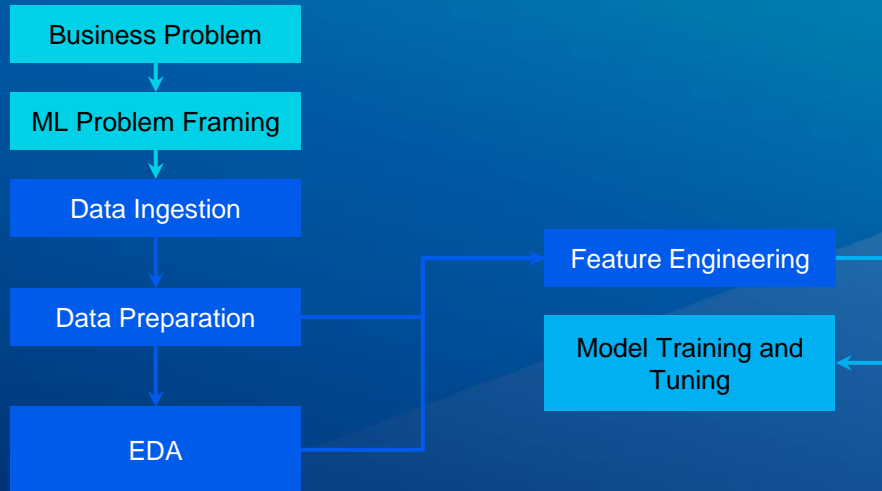 Business Problem
ML Problem Framing
Data Ingestion
Data Preparation
EDA
Feature Engineering
Model Training and
Tuning